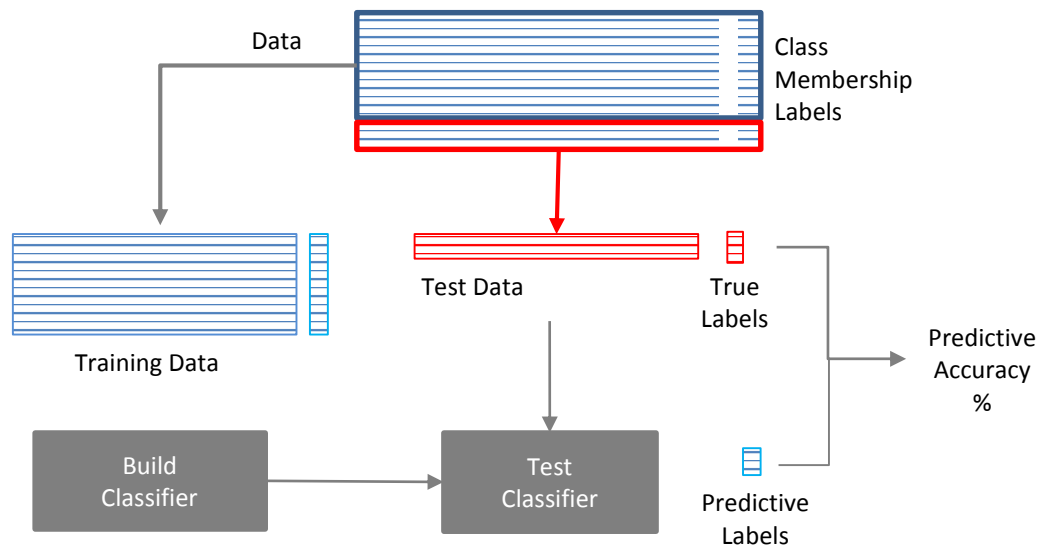 Data
Class
Membership
Labels
Test Data
True
Labels
Training Data
Predictive
Accuracy
%
Build
Classifier
Test
Classifier
Predictive
Labels